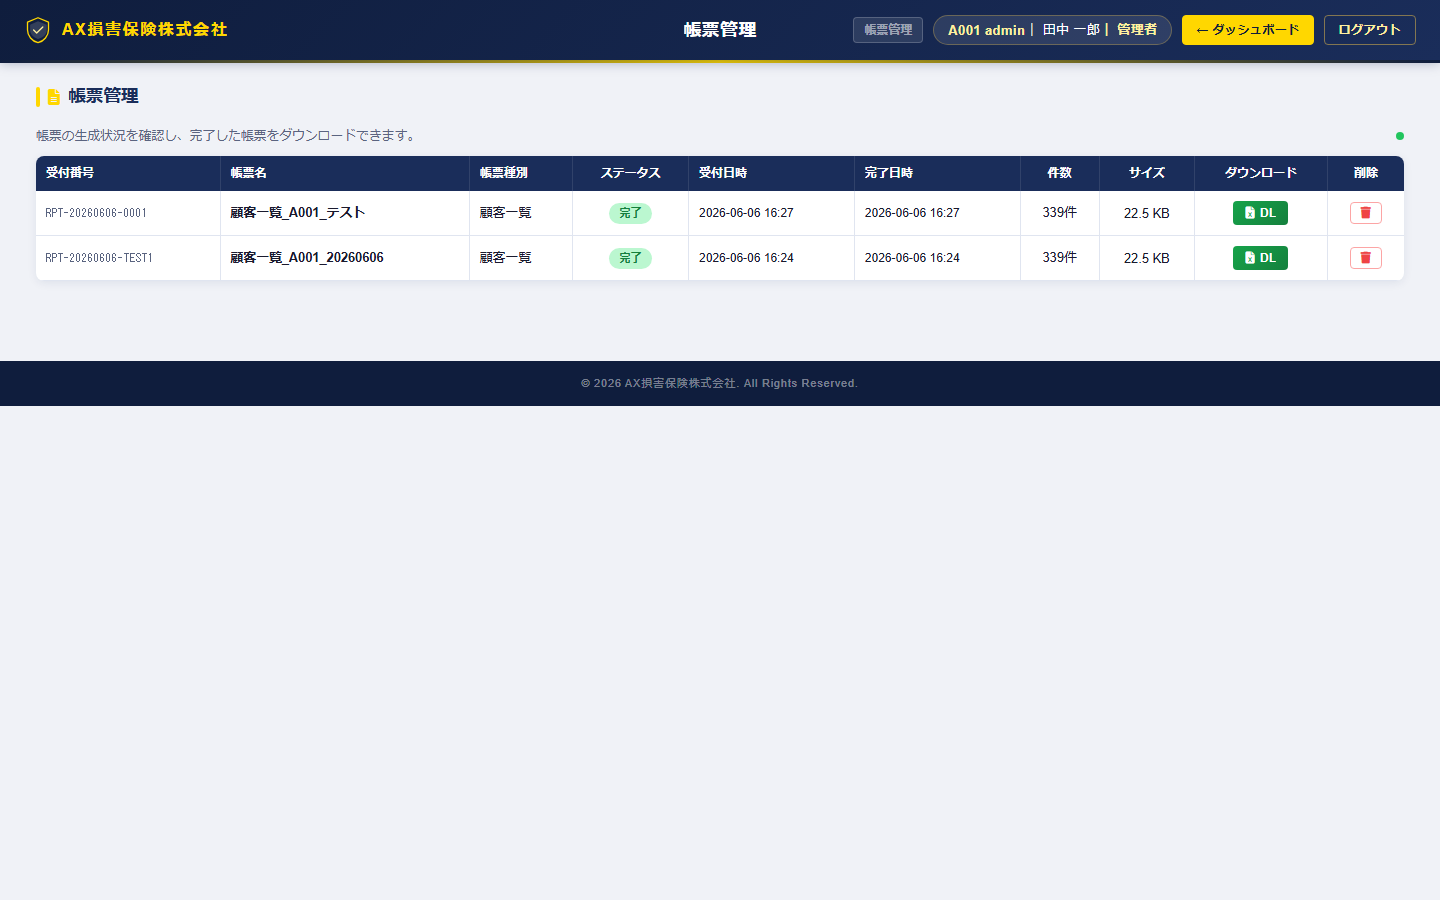 AX損害保険株式会社
帳票管理
帳票管理
A001 admin | 田中 一郎 | 管理者
← ダッシュボード
ログアウト
帳票管理
帳票の生成状況を確認し、完了した帳票をダウンロードできます。
受付番号 帳票名 帳票種別 ステータス 受付日時 完了日時 件数 サイズ ダウンロード 削除
RPT-20260606-0001 顧客一覧_A001_テスト 顧客一覧 完了 2026-06-06 16:27 2026-06-06 16:27 339件 22.5 KB DL
RPT-20260606-TEST1 顧客一覧_A001_20260606 顧客一覧 完了 2026-06-06 16:24 2026-06-06 16:24 339件 22.5 KB DL
© 2026 AX損害保険株式会社. All Rights Reserved.